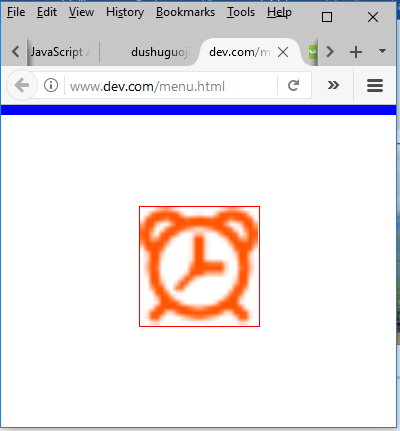 File Edit View History Bookmarks Tools Help
JavaScript dushuguoj dev.com/m
www.dev.com/menu.html